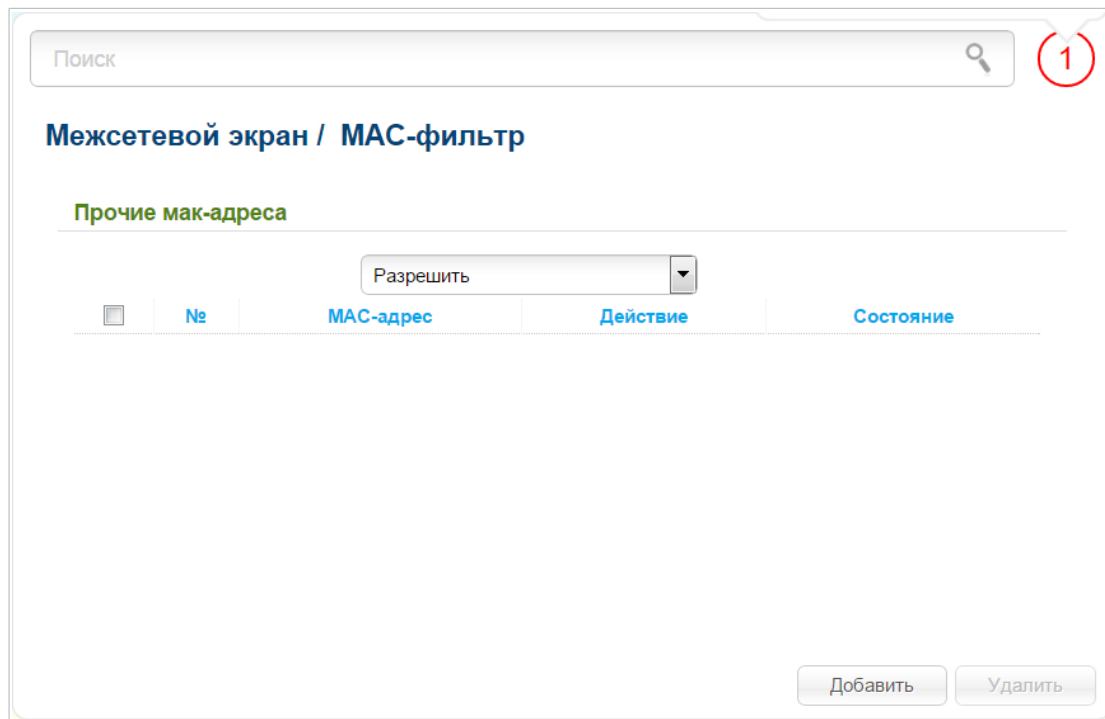 Поиск
1
Межсетевой экран / MAC-фильтр
Прочие мак-адреса
Разрешить
№ MAC-адрес Действие Состояние
Добавить Удалить